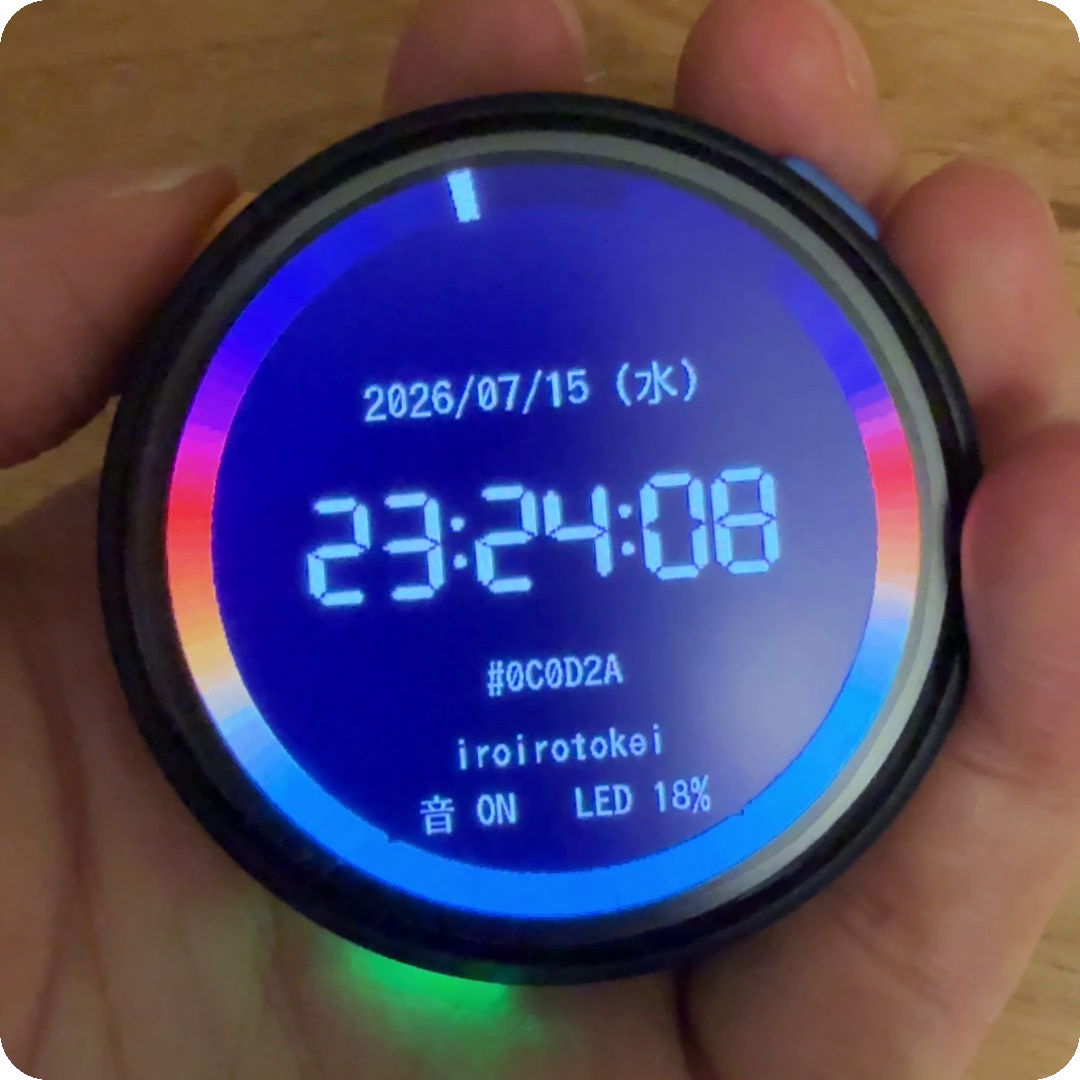 2026/07/15 (水)
23:24:08
#0C0D2A
iroirotokei
音 ON LED 18%